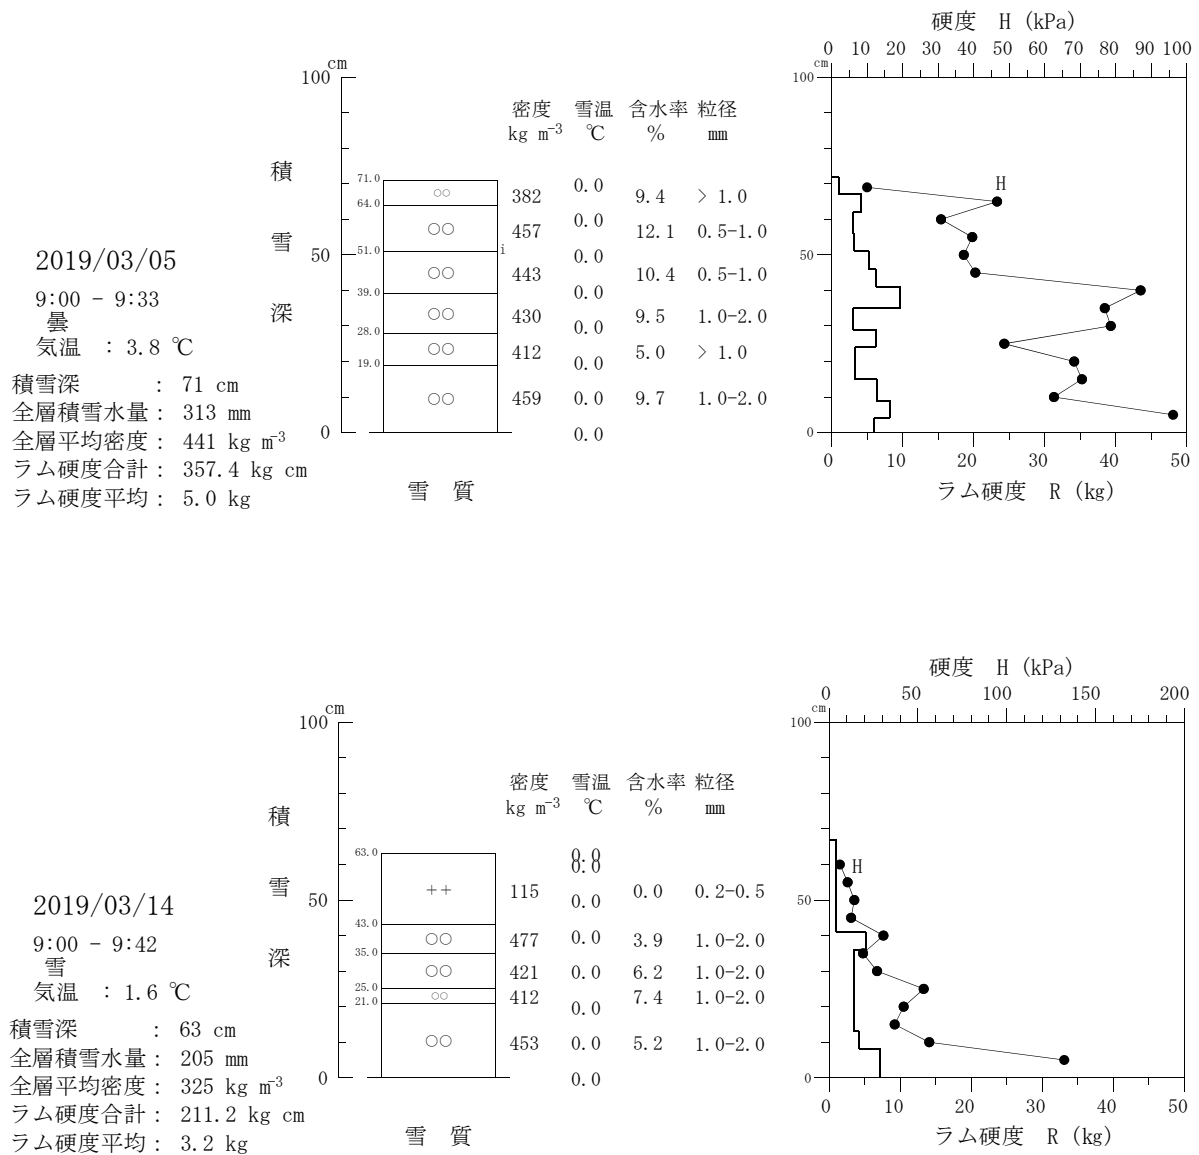 硬度 H (kPa)
0 10 20 30 40 50 60 70 80 90 100
cm
100
cm
100
密度 雪温 含水率 粒径
kg m-3 ℃ % mm
積
71.0 0.0
○○ 382 9.4 > 1.0
H
64.0 0.0
雪 ○○ 457 12.1 0.5-1.0
51.0 i
50 0.0 50
2019/03/05
○○ 443 10.4 0.5-1.0
39.0 0.0
9:00 - 9:33
深 ○○ 430 9.5 1.0-2.0
曇
28.0 0.0
気温 : 3.8 ℃
○○ 412 5.0 > 1.0
19.0 0.0
積雪深 : 71 cm
○○ 459 0.0 9.7 1.0-2.0
全層積雪水量 : 313 mm
0 0.0 0
全層平均密度 : 441 kg m-3
0 10 20 30 40 50
ラム硬度合計 : 357.4 kg cm
雪 質
ラム硬度 R (kg)
ラム硬度平均 : 5.0 kg
硬度 H (kPa)
0 50 100 150 200
cm
100
cm
100
密度 雪温 含水率 粒径
kg m-3 ℃ % mm
積
63.0 0.0
0.0
H
雪 ++ 115 0.0 0.2-0.5
50 0.0 50
2019/03/14
43.0
○○ 477 0.0 3.9 1.0-2.0
9:00 - 9:42
35.0
深
雪
○○ 421 0.0 6.2 1.0-2.0
25.0
気温 : 1.6 ℃
○○ 412 7.4 1.0-2.0
21.0 0.0
積雪深 : 63 cm
○○ 453 0.0 5.2 1.0-2.0
全層積雪水量 : 205 mm
0 0.0 0
全層平均密度 : 325 kg m-3
0 10 20 30 40 50
ラム硬度合計 : 211.2 kg cm
雪 質
ラム硬度 R (kg)
ラム硬度平均 : 3.2 kg